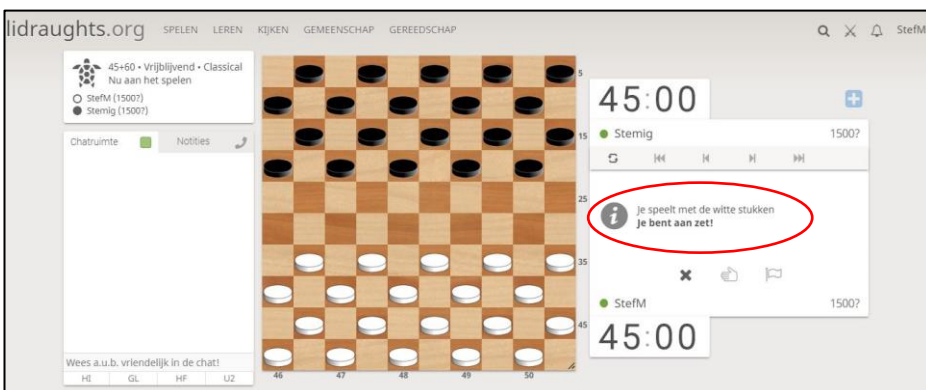 lidraughts.org SPELEN LEREN KIJKEN GEMEENSCHAP GEREEDSCHAP StefM
45+60 • Vrijblijvend • Classical
Nu aan het spelen
StefM (1500?)
Stemig (1500?)
Chatruimte Notities
Wees a.u.b. vriendelijk in de chat!
HI GL HF U2
5
15
25
35
45
46 47 48 49 50
45:00
Stemig 1500?
i
Je speelt met de witte stukken
Je bent aan zet!
StefM 1500?
45:00